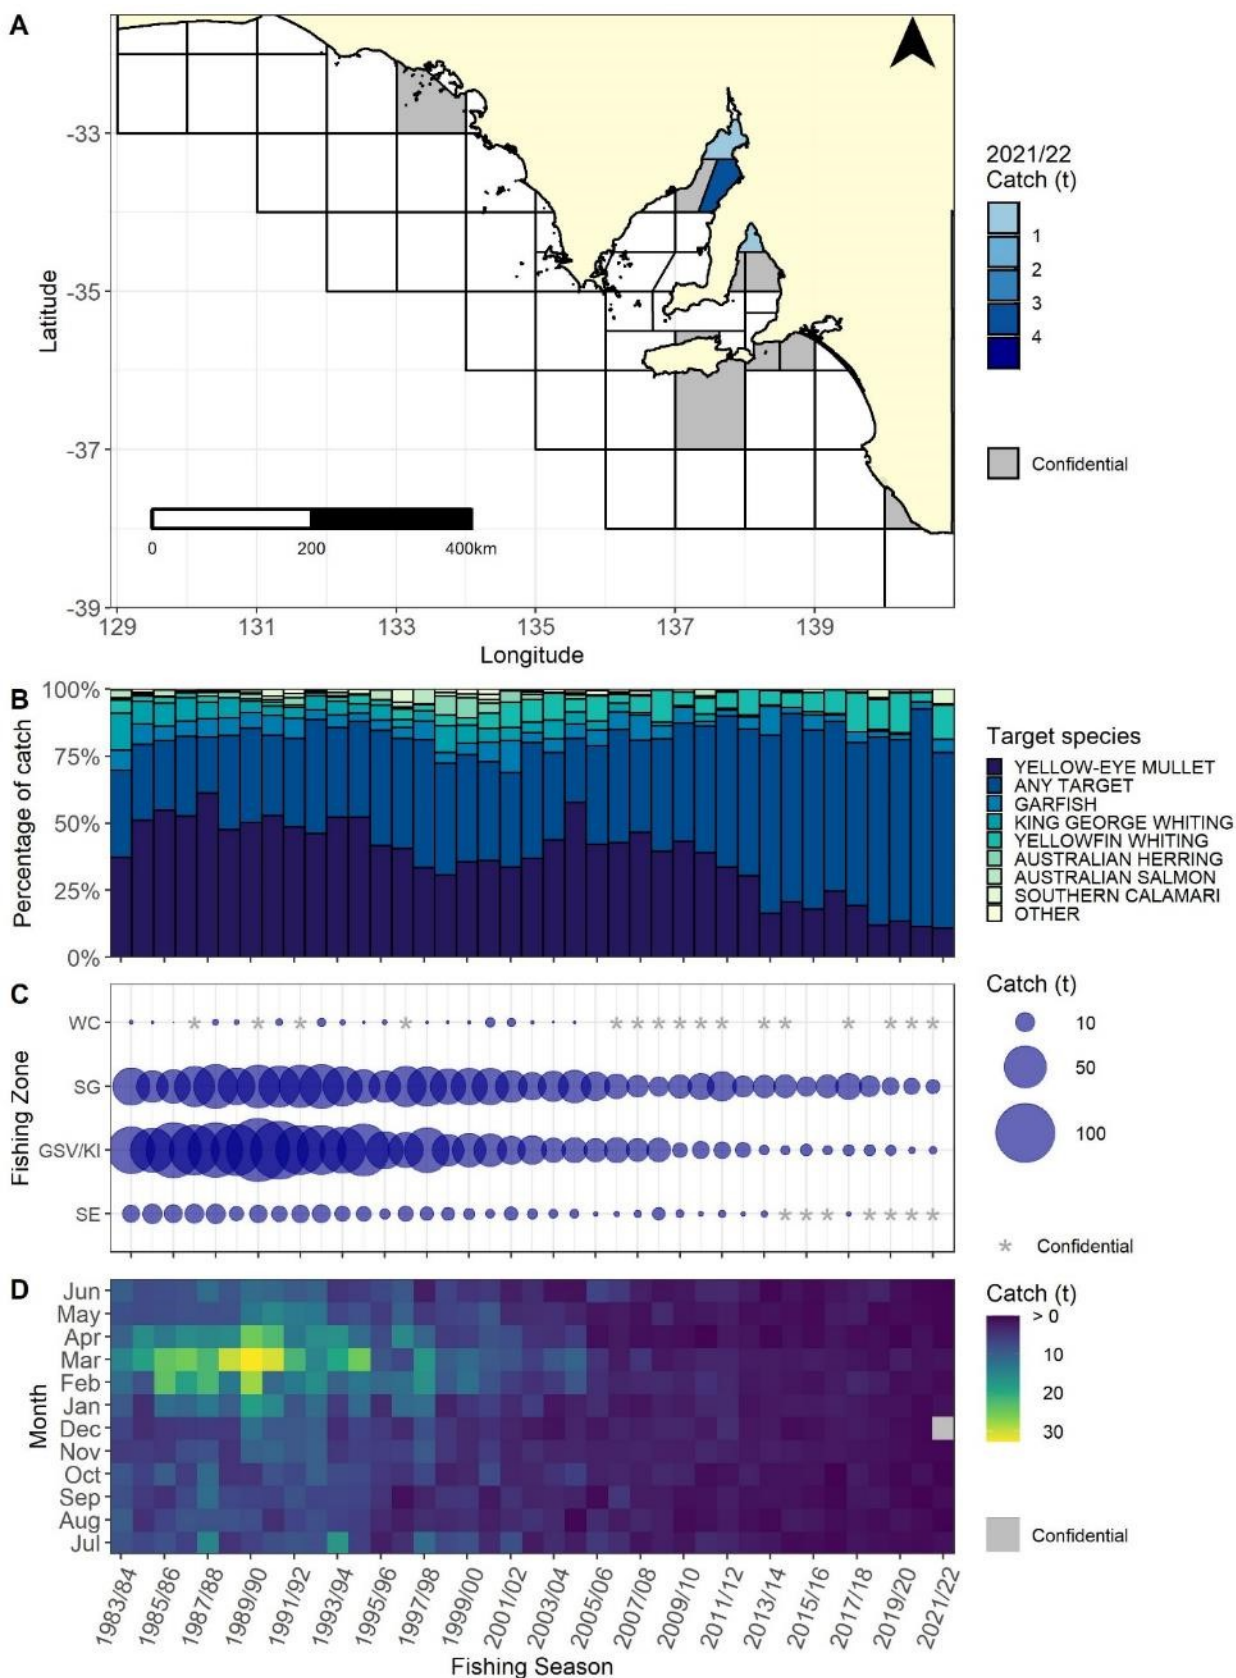 A
-33
-35
-37
-39
Latitude
129 131 133 135 137 139
Longitude
0 200 400km
2021/22
Catch (t)
1
2
3
4
Confidential
B
100%
75%
50%
25%
0%
Percentage of catch
Target species
YELLOW-EYE MULLET
ANY TARGET
GARFISH
KING GEORGE WHITING
YELLOWFIN WHITING
AUSTRALIAN HERRING
AUSTRALIAN SALMON
SOUTHERN CALAMARI
OTHER
C
WC
SG
GSV/KI
SE
Fishing Zone
Catch (t)
10
50
100
* Confidential
D
Jun
May
Apr
Mar
Feb
Jan
Dec
Nov
Oct
Sep
Aug
Jul
Month
Catch (t)
> 0
10
20
30
Confidential
1983/84 1985/86 1987/88 1989/90 1991/92 1993/94 1995/96 1997/98 1999/00 2001/02 2003/04 2005/06 2007/08 2009/10 2011/12 2013/14 2015/16 2017/18 2019/20 2021/22
Fishing Season